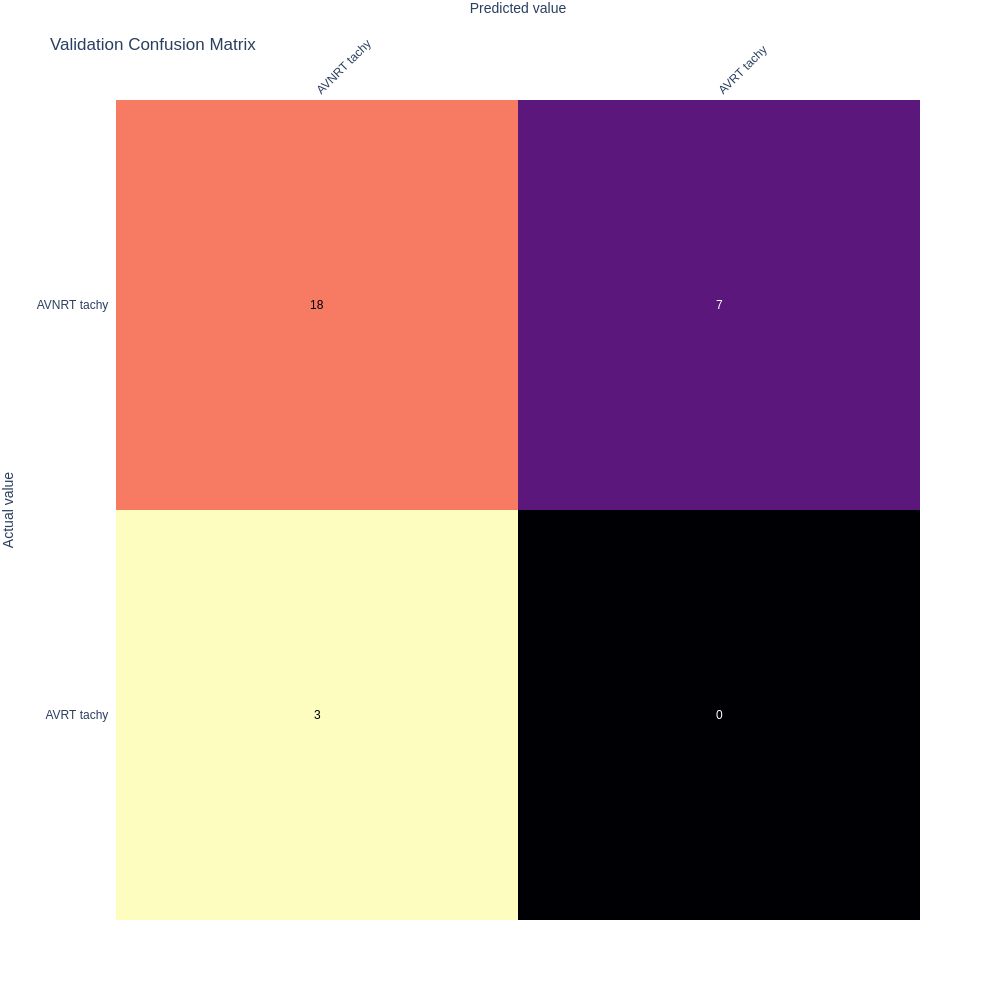 Predicted value
Validation Confusion Matrix
AVNRT tachy
AVRT tachy
AVNRT tachy
18
7
Actual value
AVRT tachy
3
0